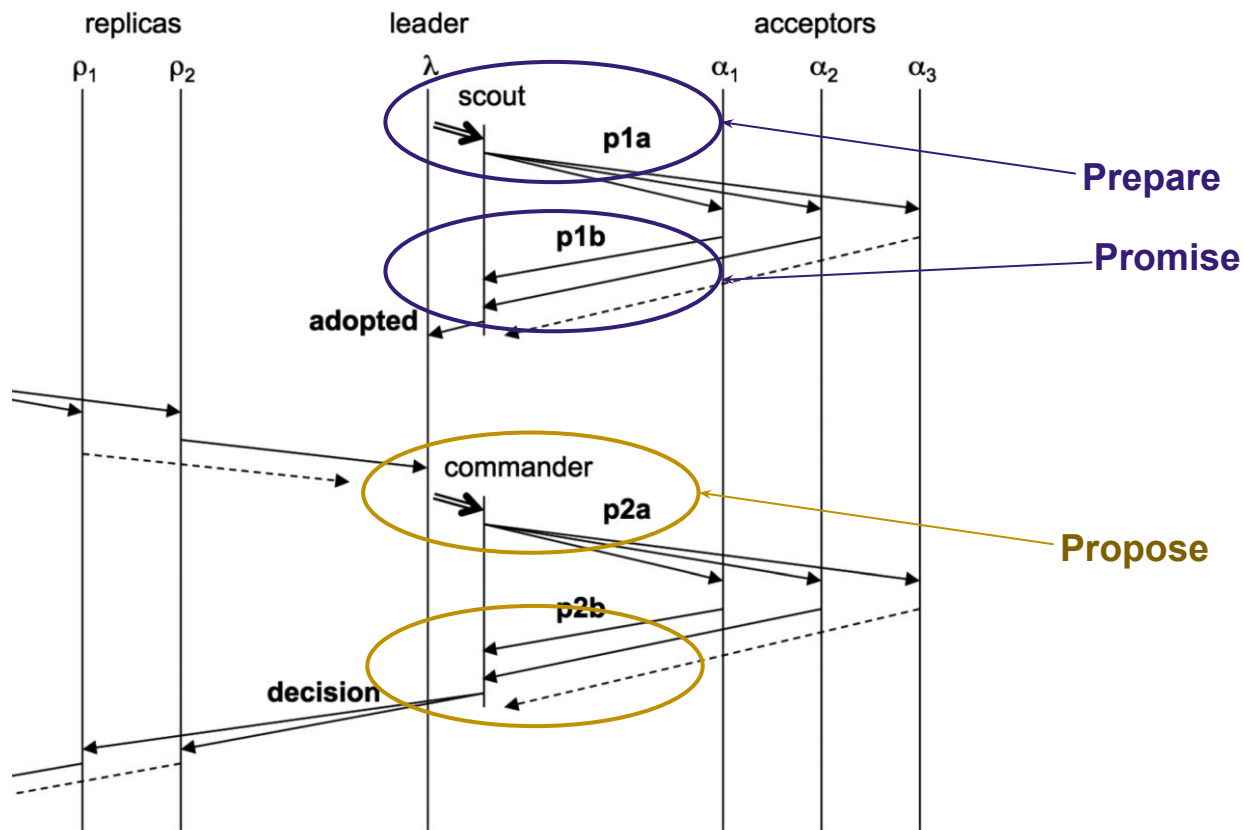 replicas leader acceptors
ρ1 ρ2 λ α1 α2 α3
scout
p1a
Prepare
p1b
Promise
adopted
commander
p2a
Propose
p2b
decision